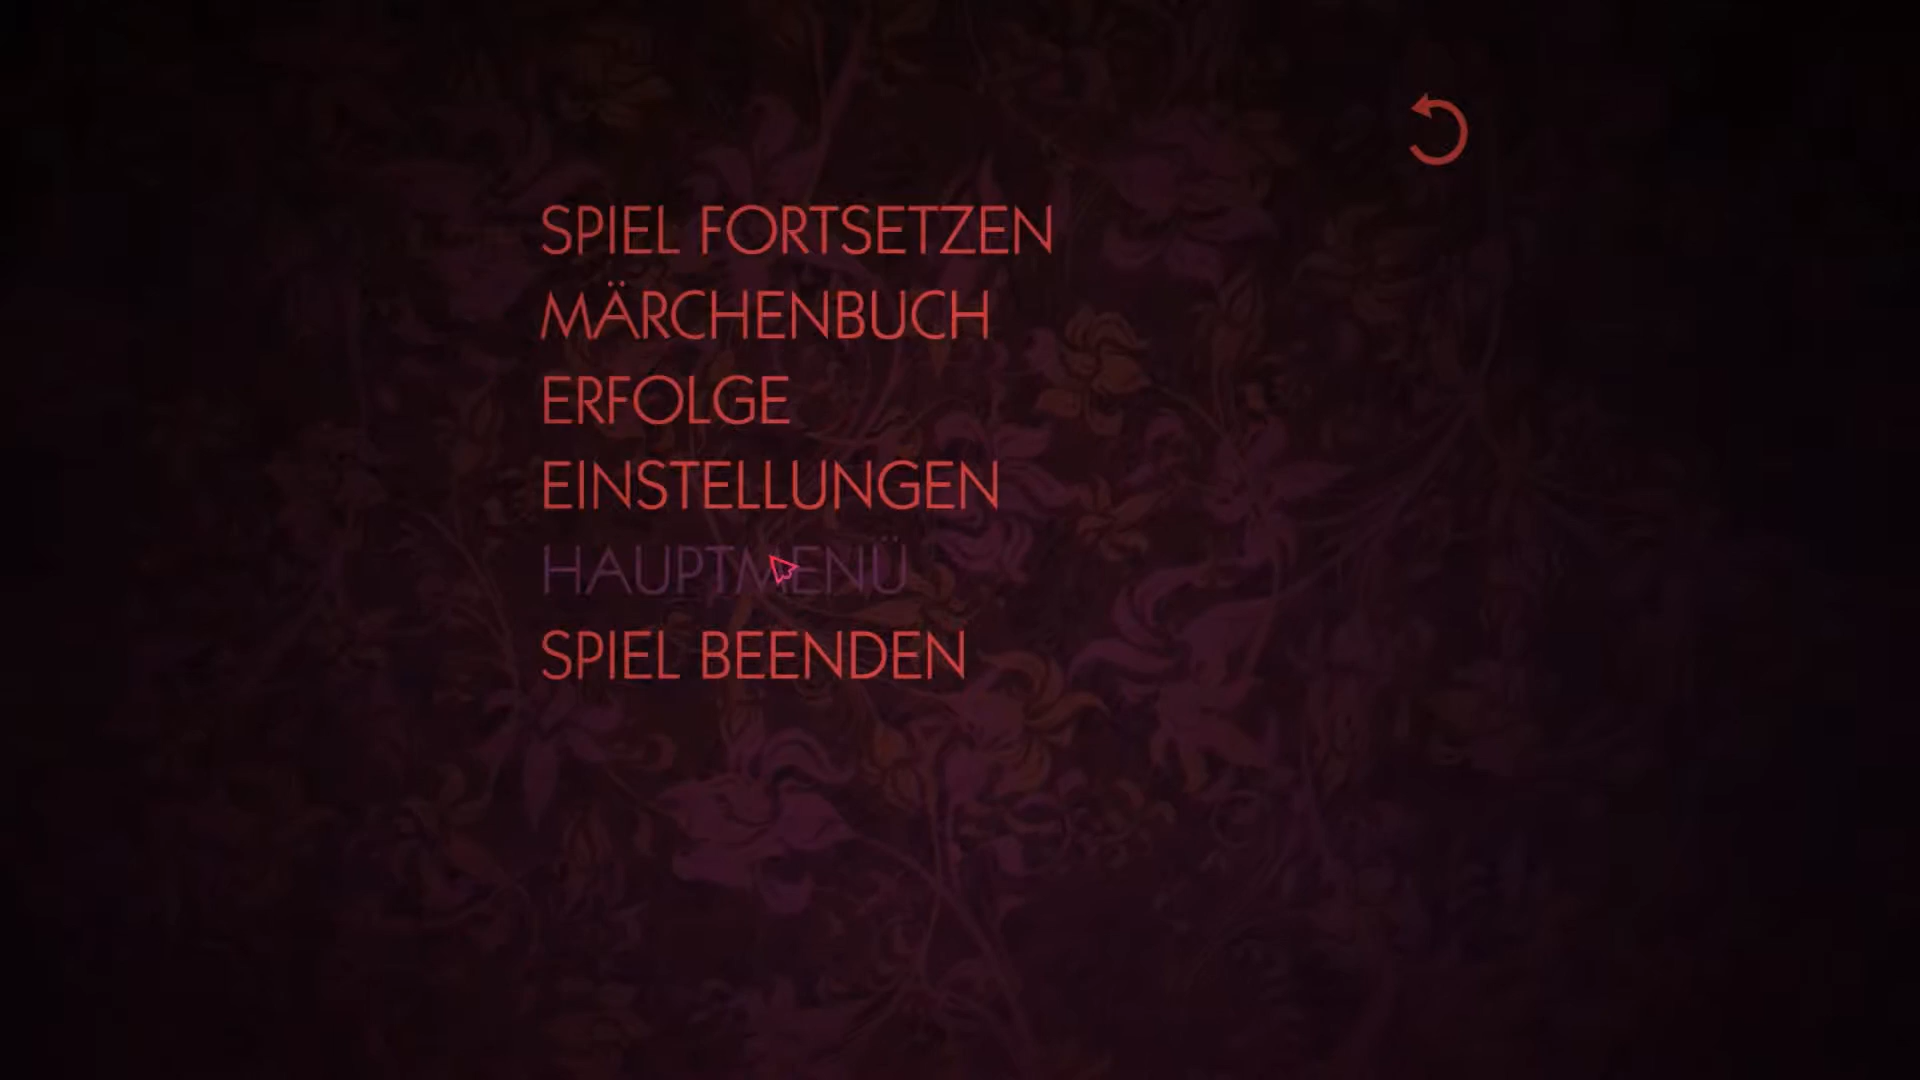 SPIEL FORTSETZEN
MÄRCHENBUCH
ERFOLGE
EINSTELLUNGEN
HAUPTMENÜ
SPIEL BEENDEN